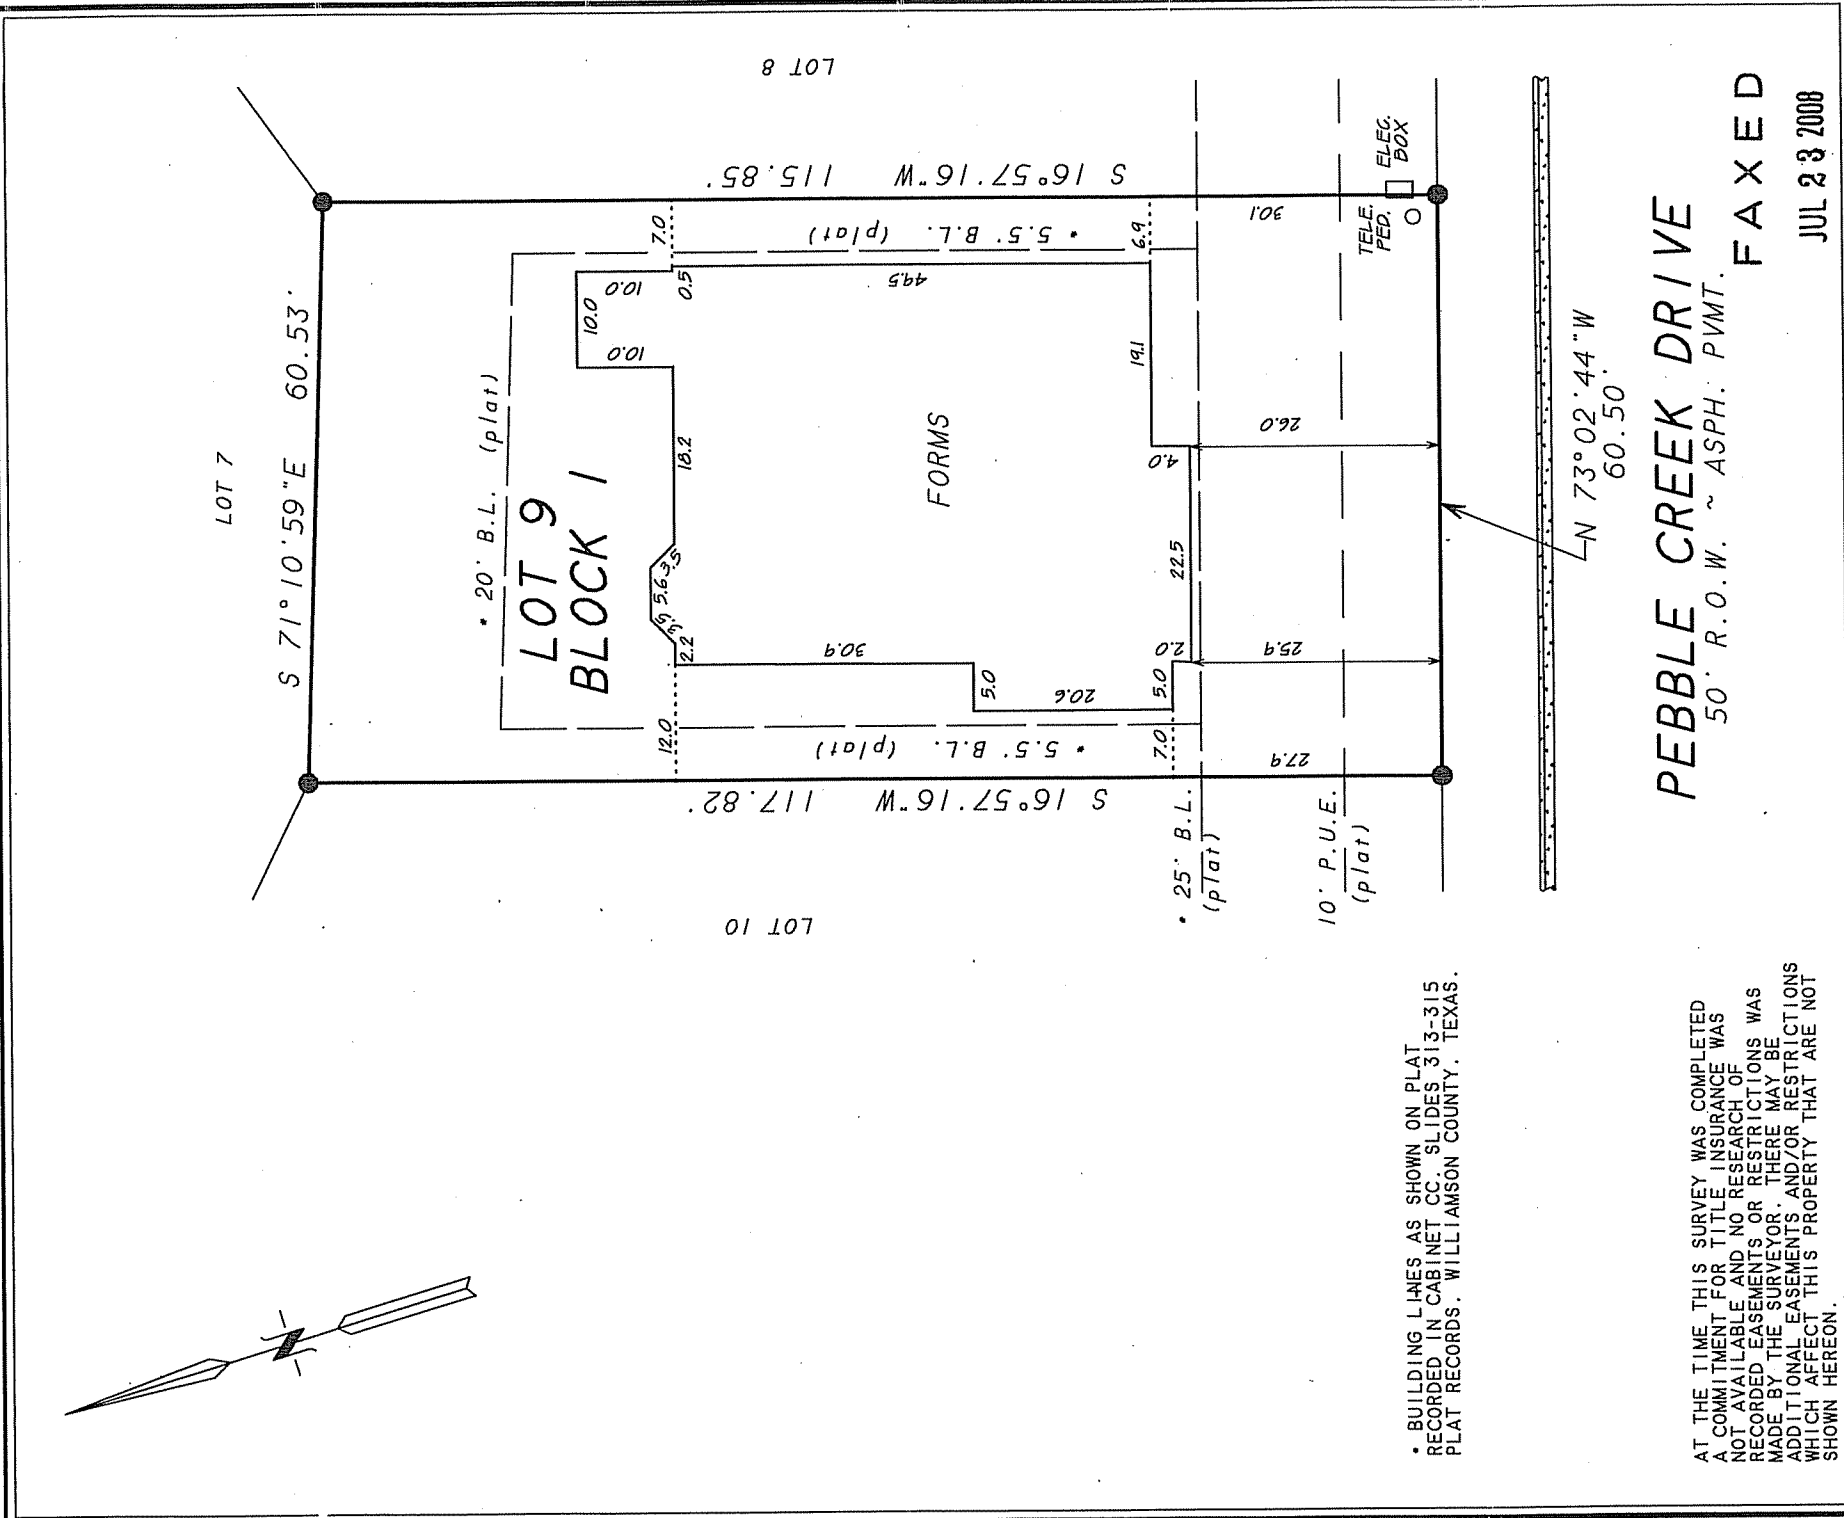 LOT 8
LOT 7
LOT 10
S 71°10'59"E 60.53'
S 16°57'16"W 115.85'
S 16°57'16"W 117.82'
* 20' B.L. (plat)
LOT 9
BLOCK 1
* 5.5' B.L. (plat)
* 5.5' B.L. (plat)
7.0
10.0
10.0
10.0
0.5
18.2
3.5
5.6
3.5
2.2
12.0
30.9
49.5
FORMS
5.0
20.6
5.0
2.0
7.0
22.5
4.0
19.1
6.9
30.1
26.0
25.9
27.9
TELE.
PED.
ELEC.
BOX
* 25' B.L.
(plat)
10' P.U.E.
(plat)
N 73°02'44"W
60.50'
PEBBLE CREEK DRIVE
50' R.O.W. ~ ASPH. PVMT.
FAXED
JUL 23 2008
N
* BUILDING LINES AS SHOWN ON PLAT
RECORDED IN CABINET CC. SLIDES 313-315
PLAT RECORDS. WILLIAMSON COUNTY. TEXAS.
AT THE TIME THIS SURVEY WAS COMPLETED
A COMMITMENT FOR TITLE INSURANCE WAS
NOT AVAILABLE AND NO RESEARCH OF
RECORDED EASEMENTS OR RESTRICTIONS WAS
MADE BY THE SURVEYOR. THERE MAY BE
ADDITIONAL EASEMENTS AND/OR RESTRICTIONS
WHICH AFFECT THIS PROPERTY THAT ARE NOT
SHOWN HEREON.